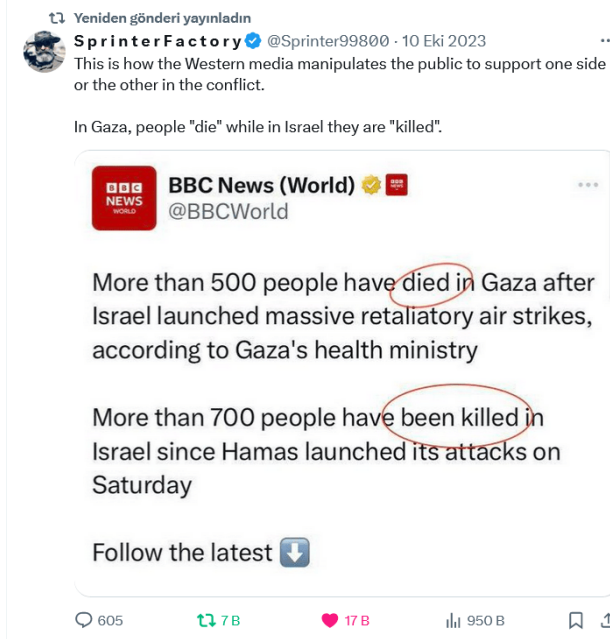 Yeniden gönderi yayınladın
SprinterFactory @Sprinter99800 · 10 Eki 2023
This is how the Western media manipulates the public to support one side
or the other in the conflict.
In Gaza, people "die" while in Israel they are "killed".
BBC
NEWS
WORLD
BBC News (World) BBC NEWS
@BBCWorld
More than 500 people have died in Gaza after
Israel launched massive retaliatory air strikes,
according to Gaza's health ministry
More than 700 people have been killed in
Israel since Hamas launched its attacks on
Saturday
Follow the latest
605 7 B 17 B 950 B